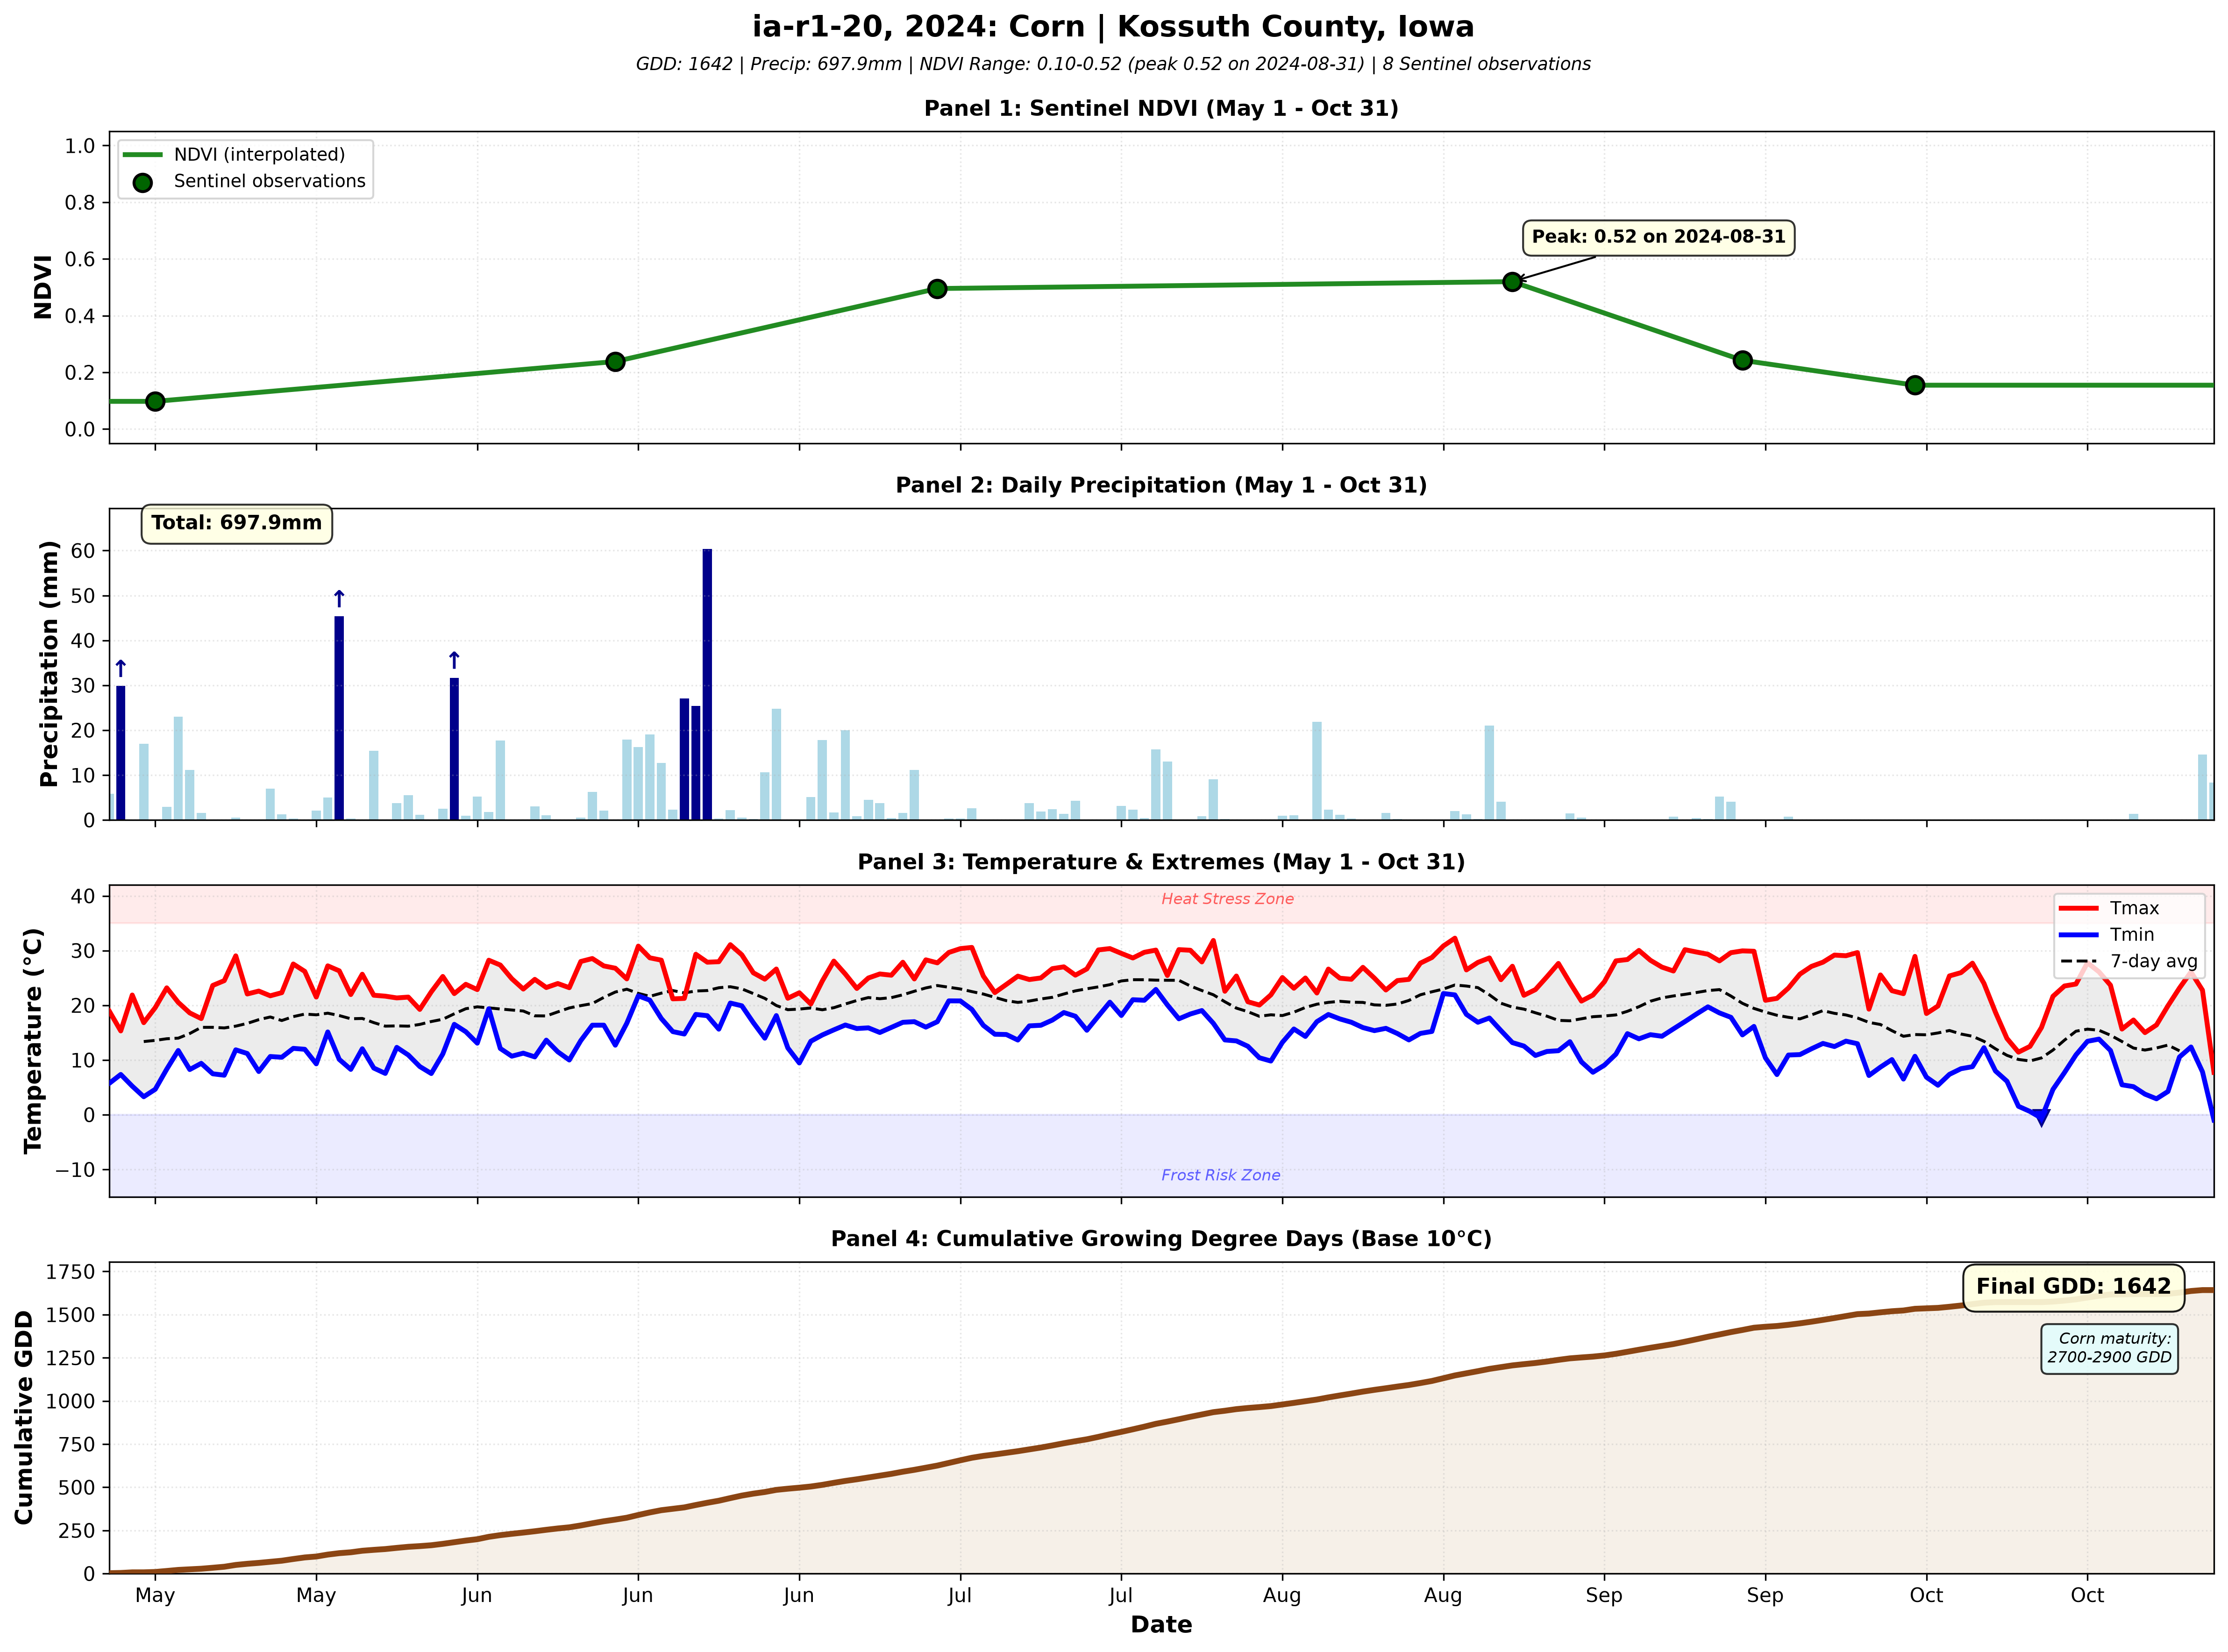 ia-r1-20, 2024: Corn | Kossuth County, Iowa
GDD: 1642 | Precip: 697.9mm | NDVI Range: 0.10-0.52 (peak 0.52 on 2024-08-31) | 8 Sentinel observations
Panel 1: Sentinel NDVI (May 1 - Oct 31)
NDVI
1.0
0.8
0.6
0.4
0.2
0.0
NDVI (interpolated)
Sentinel observations
Peak: 0.52 on 2024-08-31
Panel 2: Daily Precipitation (May 1 - Oct 31)
Precipitation (mm)
60
50
40
30
20
10
0
Total: 697.9mm
↑
↑
↑
Panel 3: Temperature & Extremes (May 1 - Oct 31)
Temperature (°C)
40
30
20
10
0
−10
Heat Stress Zone
Frost Risk Zone
Tmax
Tmin
7-day avg
Panel 4: Cumulative Growing Degree Days (Base 10°C)
Cumulative GDD
1750
1500
1250
1000
750
500
250
0
Final GDD: 1642
Corn maturity:
2700-2900 GDD
May May Jun Jun Jun Jul Jul Aug Aug Sep Sep Oct Oct
Date